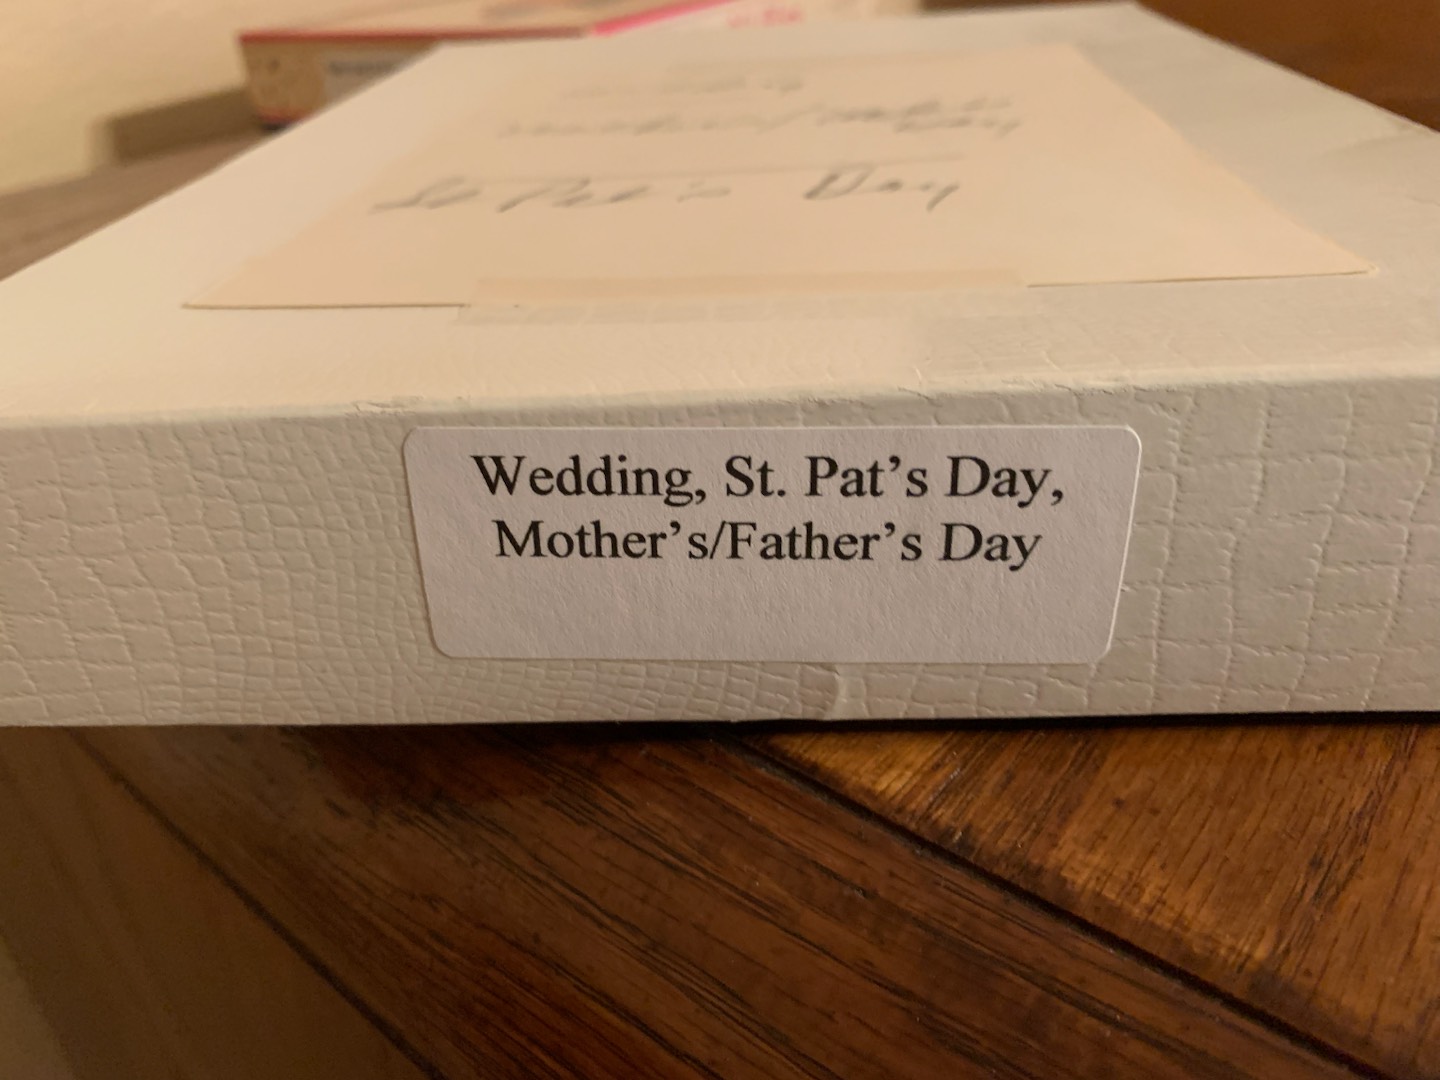 St Pat's Day
Wedding, St. Pat’s Day,
Mother’s/Father’s Day